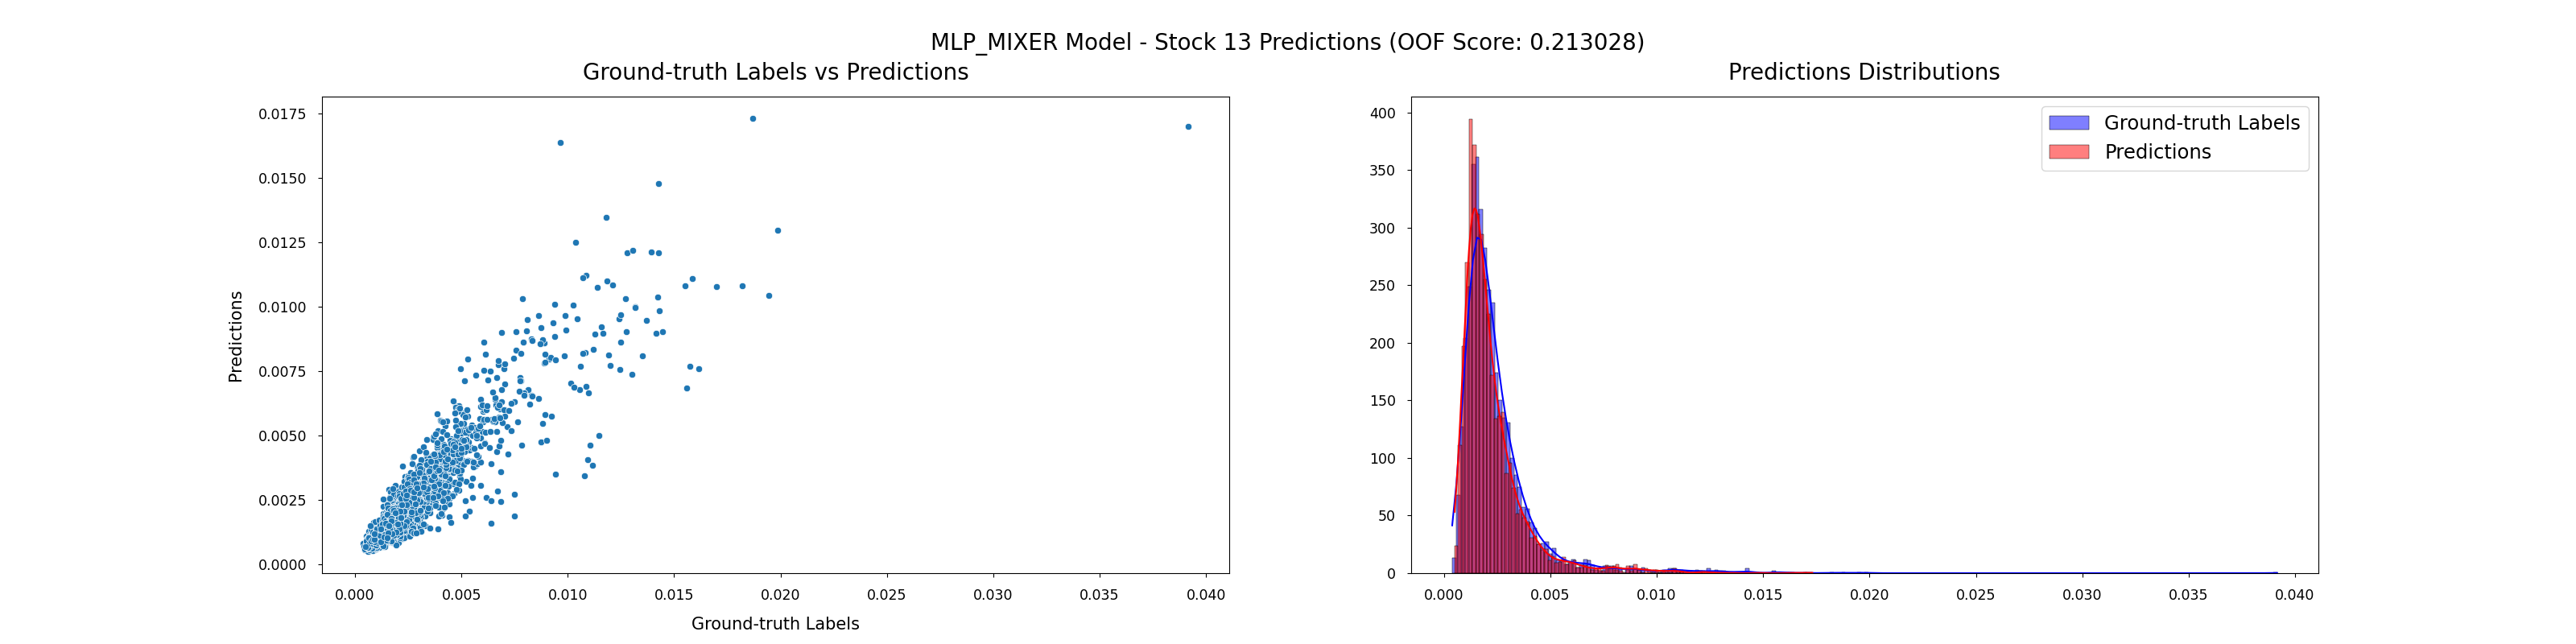 MLP_MIXER Model - Stock 13 Predictions (OOF Score: 0.213028)
Ground-truth Labels vs Predictions
0.0175
0.0150
0.0125
0.0100
0.0075
0.0050
0.0025
0.0000
Predictions
0.000 0.005 0.010 0.015 0.020 0.025 0.030 0.035 0.040
Ground-truth Labels
Predictions Distributions
Ground-truth Labels
Predictions
400
350
300
250
200
150
100
50
0
0.000 0.005 0.010 0.015 0.020 0.025 0.030 0.035 0.040